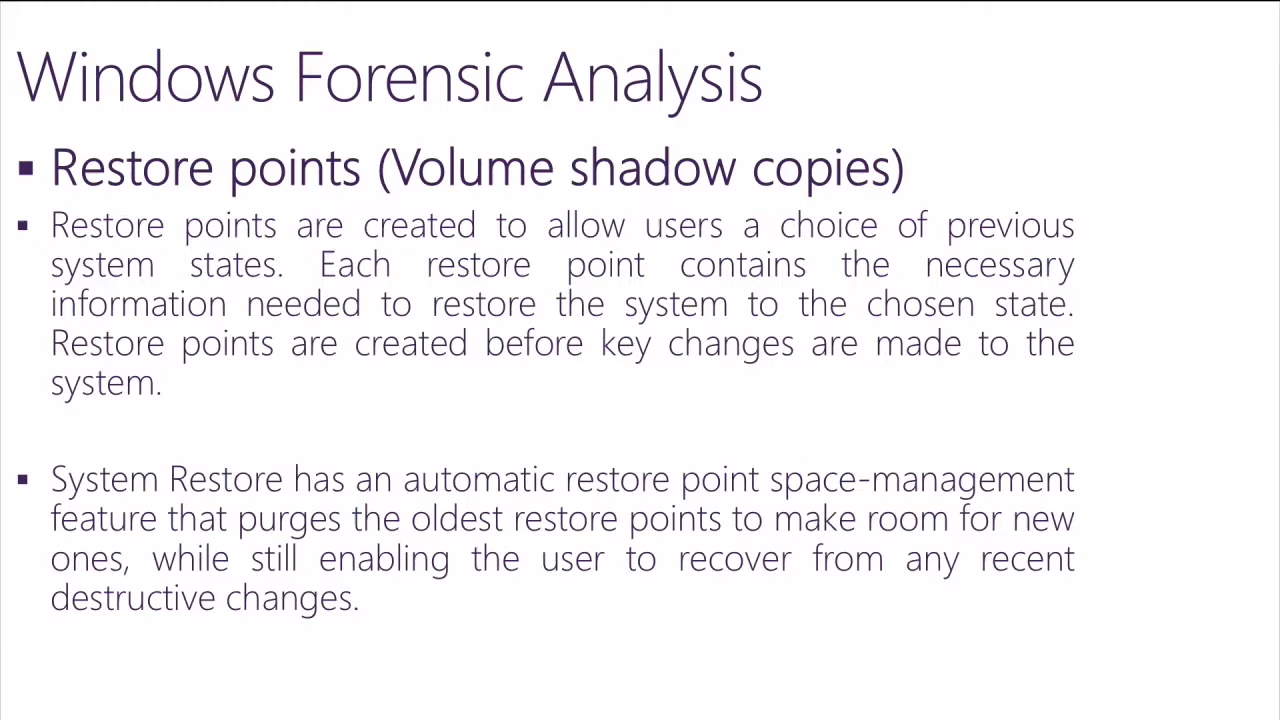 Windows Forensic Analysis
▪ Restore points (Volume shadow copies)
▪ Restore points are created to allow users a choice of previous
system states. Each restore point contains the necessary
information needed to restore the system to the chosen state.
Restore points are created before key changes are made to the
system.
▪ System Restore has an automatic restore point space-management
feature that purges the oldest restore points to make room for new
ones, while still enabling the user to recover from any recent
destructive changes.